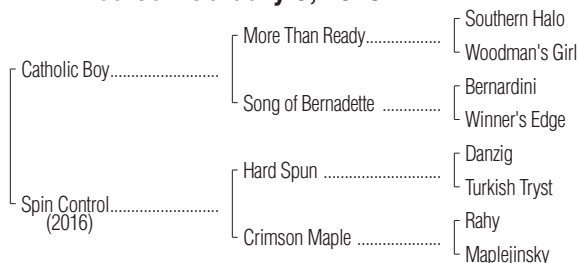 Southern Halo
More Than Ready
Woodman's Girl
Catholic Boy
Bernardini
Song of Bernadette
Winner's Edge
Danzig
Hard Spun
Turkish Tryst
Spin Control
(2016)
Rahy
Crimson Maple
Maplejinsky